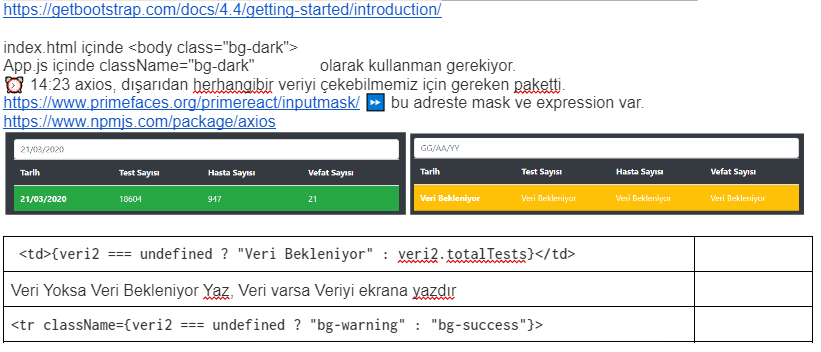 https://getbootstrap.com/docs/4.4/getting-started/introduction/
index.html içinde <body class="bg-dark">
App.js içinde className="bg-dark" olarak kullanman gerekiyor.
⏰ 14:23 axios, dışarıdan herhangibir veriyi çekebilmemiz için gereken paketti.
https://www.primefaces.org/primereact/inputmask/ ⏩ bu adreste mask ve expression var.
https://www.npmjs.com/package/axios
21/03/2020
Tarih Test Sayısı Hasta Sayısı Vefat Sayısı
21/03/2020 18604 947 21
GG/AA/YY
Tarih Test Sayısı Hasta Sayısı Vefat Sayısı
Veri Bekleniyor Veri Bekleniyor Veri Bekleniyor Veri Bekleniyor
<td>{veri2 === undefined ? "Veri Bekleniyor" : veri2.totalTests}</td>
Veri Yoksa Veri Bekleniyor Yaz, Veri varsa Veriyi ekrana yazdır
<tr className={veri2 === undefined ? "bg-warning" : "bg-success"}>